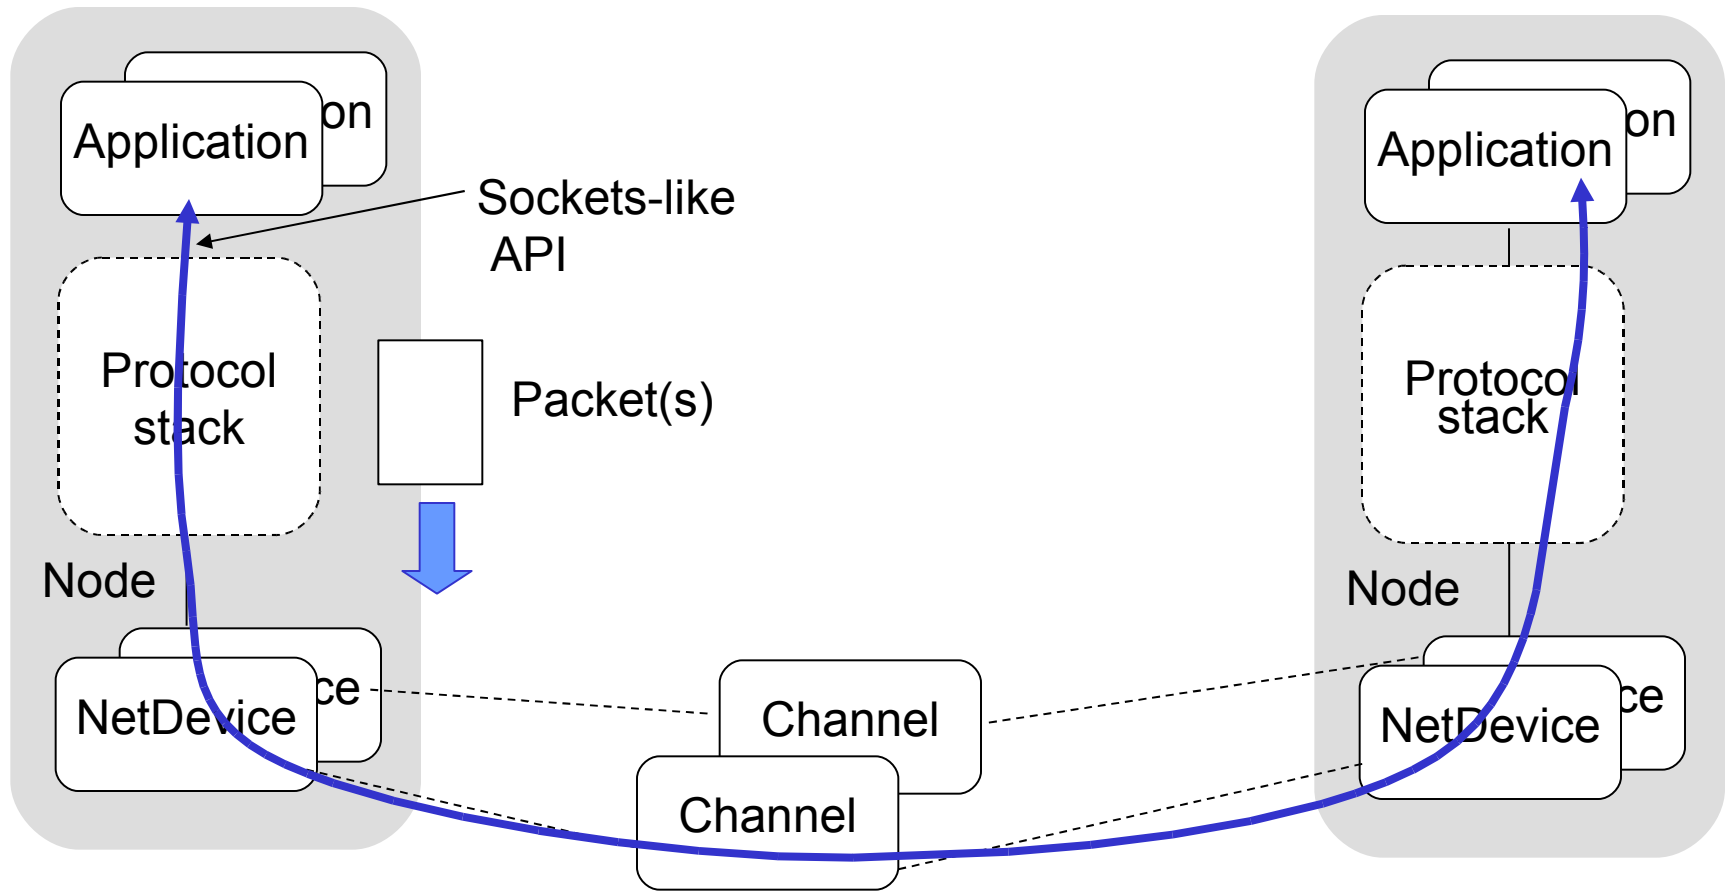 on
Application
Sockets-like
API
Protocol
stack
Packet(s)
Node
ce
NetDevice
Channel
Channel
on
Application
Protocol
stack
Node
ce
NetDevice